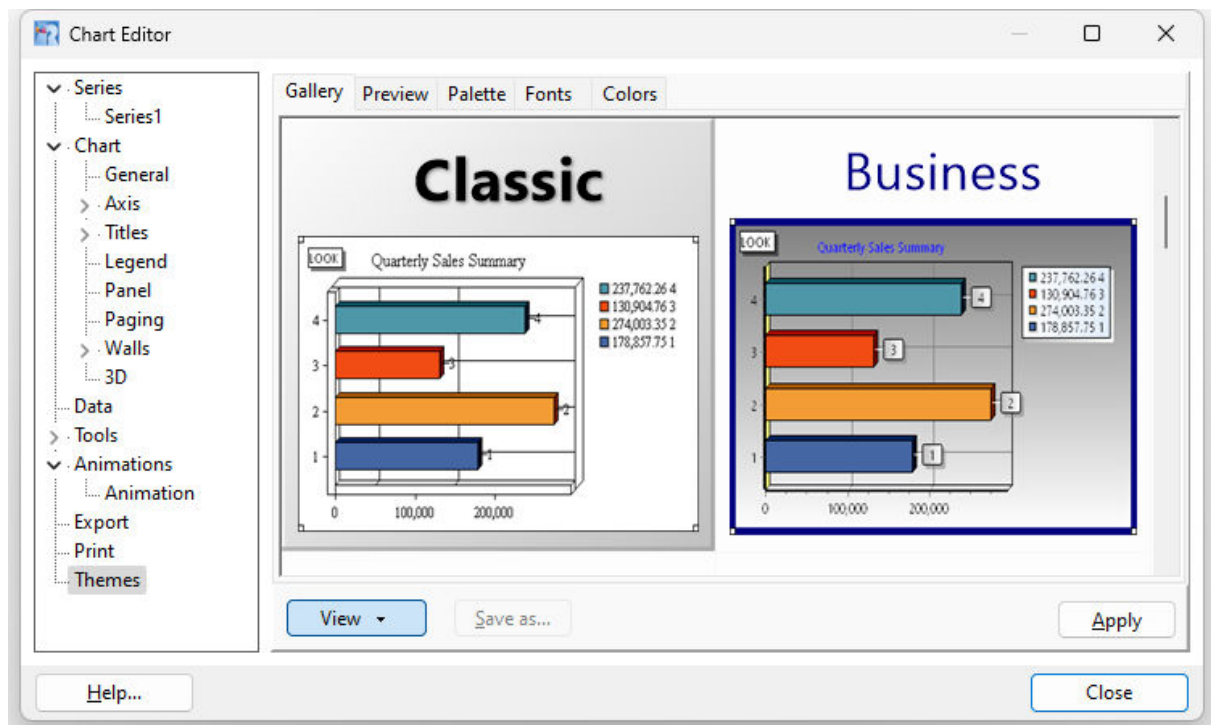 Chart Editor
Series
Series1
Chart
General
Axis
Titles
Legend
Panel
Paging
Walls
3D
Data
Tools
Animations
Animation
Export
Print
Themes
Gallery Preview Palette Fonts Colors
Classic
LOOK Quarterly Sales Summary
237,762.26 4
130,904.76 3
274,003.35 2
178,857.75 1
4 4
3 3
2 2
1 1
0 100,000 200,000
Business
LOOK Quarterly Sales Summary
237,762.26 4
130,904.76 3
274,003.35 2
178,857.75 1
4 4
3 3
2 2
1 1
0 100,000 200,000
View Save as... Apply
Help... Close